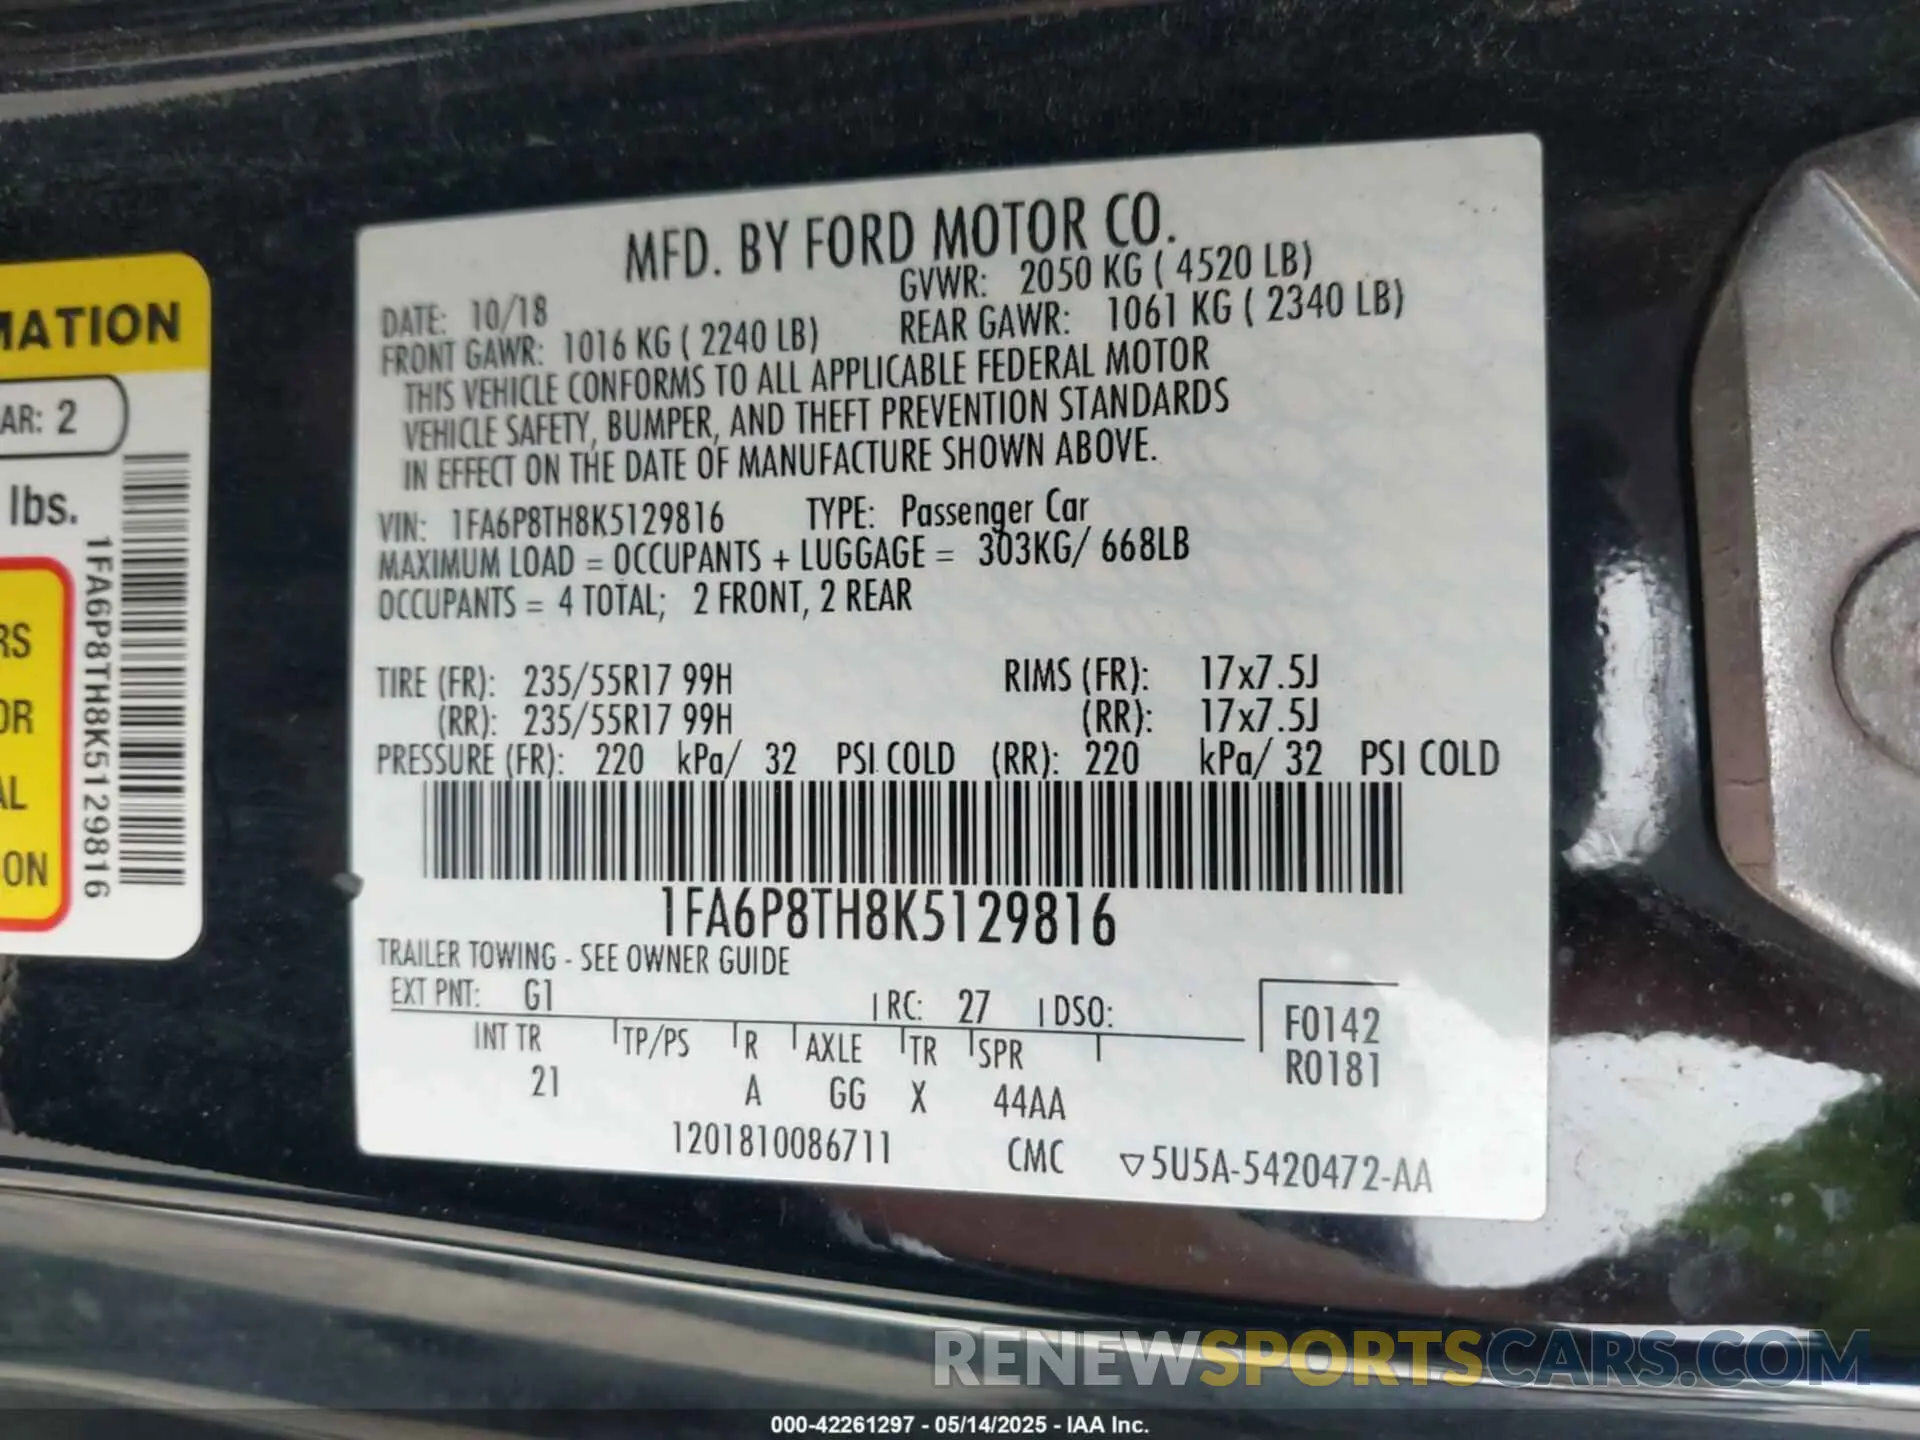 MATION
AR: 2
lbs.
RS
OR
AL
ON
1FA6P8TH8K5129816
MFD. BY FORD MOTOR CO.
DATE: 10/18 GVWR: 2050 KG ( 4520 LB)
FRONT GAWR: 1016 KG ( 2240 LB) REAR GAWR: 1061 KG ( 2340 LB)
THIS VEHICLE CONFORMS TO ALL APPLICABLE FEDERAL MOTOR
VEHICLE SAFETY, BUMPER, AND THEFT PREVENTION STANDARDS
IN EFFECT ON THE DATE OF MANUFACTURE SHOWN ABOVE.
VIN: 1FA6P8TH8K5129816 TYPE: Passenger Car
MAXIMUM LOAD = OCCUPANTS + LUGGAGE = 303KG/ 668LB
OCCUPANTS = 4 TOTAL; 2 FRONT, 2 REAR
TIRE (FR): 235/55R17 99H RIMS (FR): 17x7.5J
(RR): 235/55R17 99H (RR): 17x7.5J
PRESSURE (FR): 220 kPa/ 32 PSI COLD (RR): 220 kPa/ 32 PSI COLD
1FA6P8TH8K5129816
TRAILER TOWING - SEE OWNER GUIDE
EXT PNT: G1 RC: 27 DSO: F0142
INT TR TP/PS R AXLE TR SPR R0181
21 A GG X 44AA
1201810086711 CMC ▽5U5A-5420472-AA
RENEWSPORTSCARS.COM
000-42261297 - 05/14/2025 - IAA Inc.